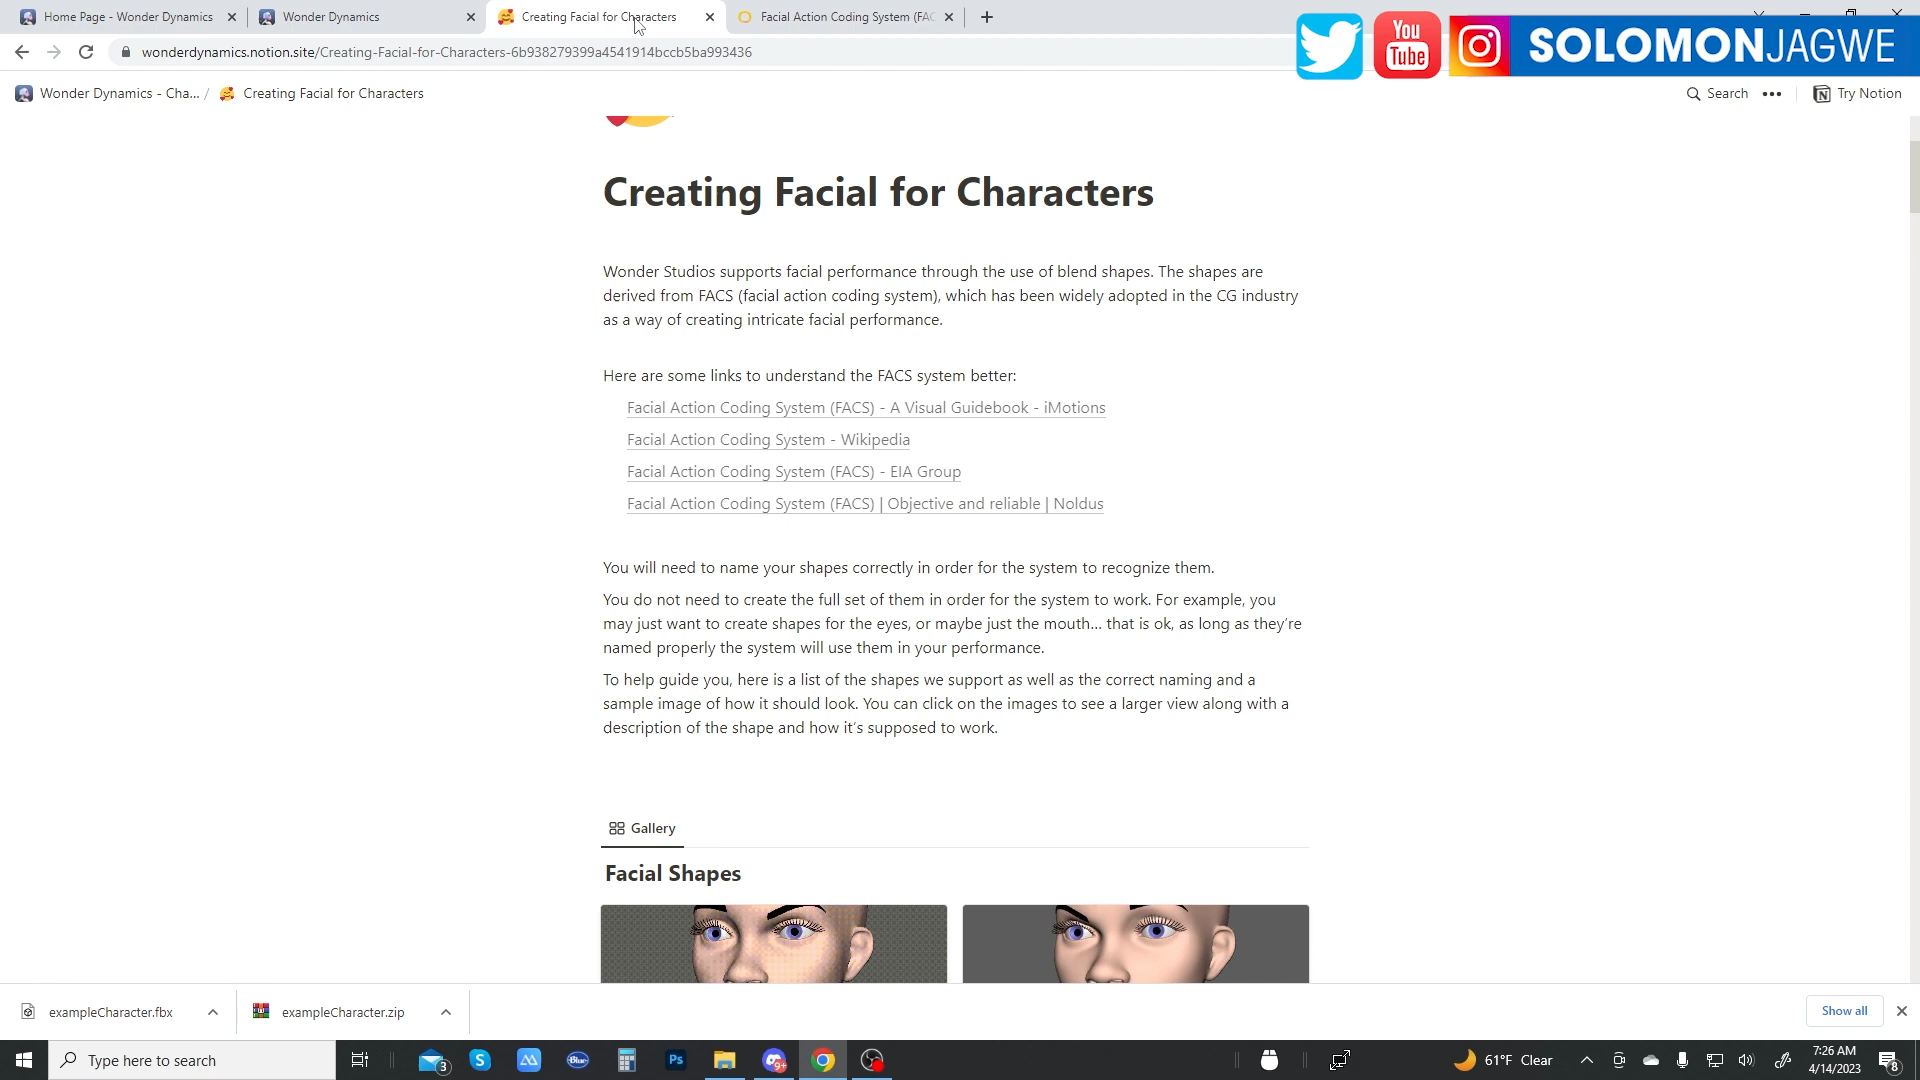 Home Page - Wonder Dynamics
Wonder Dynamics
Creating Facial for Characters
Facial Action Coding System (FAC
wonderdynamics.notion.site/Creating-Facial-for-Characters-6b938279399a4541914bccb5ba993436
You
Tube
SOLOMONJAGWE
Wonder Dynamics - Cha... / Creating Facial for Characters
Search
Try Notion
Creating Facial for Characters
Wonder Studios supports facial performance through the use of blend shapes. The shapes are
derived from FACS (facial action coding system), which has been widely adopted in the CG industry
as a way of creating intricate facial performance.
Here are some links to understand the FACS system better:
Facial Action Coding System (FACS) - A Visual Guidebook - iMotions
Facial Action Coding System - Wikipedia
Facial Action Coding System (FACS) - EIA Group
Facial Action Coding System (FACS) | Objective and reliable | Noldus
You will need to name your shapes correctly in order for the system to recognize them.
You do not need to create the full set of them in order for the system to work. For example, you
may just want to create shapes for the eyes, or maybe just the mouth... that is ok, as long as they're
named properly the system will use them in your performance.
To help guide you, here is a list of the shapes we support as well as the correct naming and a
sample image of how it should look. You can click on the images to see a larger view along with a
description of the shape and how it's supposed to work.
Gallery
Facial Shapes
exampleCharacter.fbx
exampleCharacter.zip
Show all
Type here to search
3
Blue
Ps
9+
61°F Clear
7:26 AM
4/14/2023
8